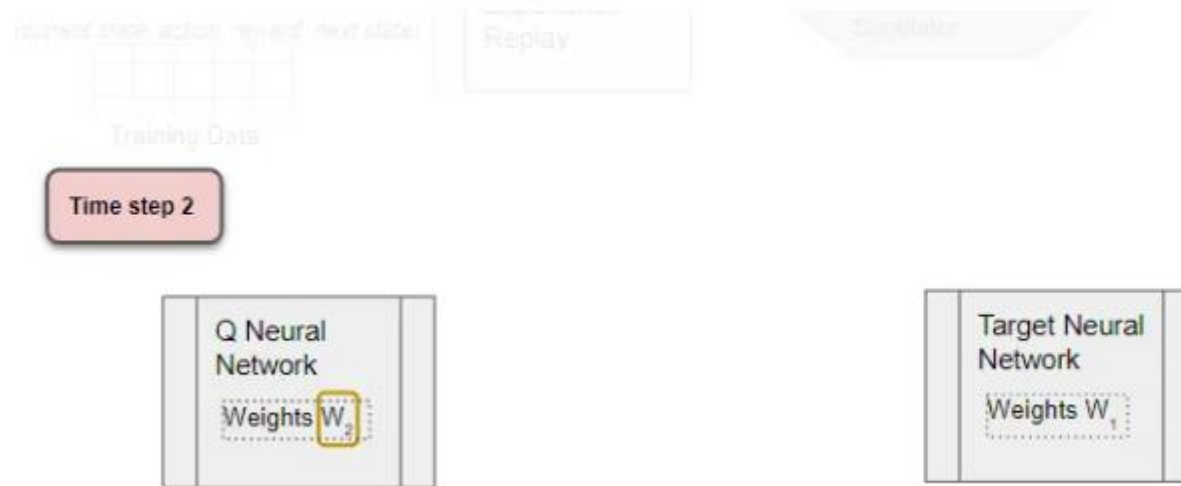 (current state, action, reward, next state)
Replay
Training Data
Time step 2
Q Neural
Network
Weights W₂
Target Neural
Network
Weights W₁